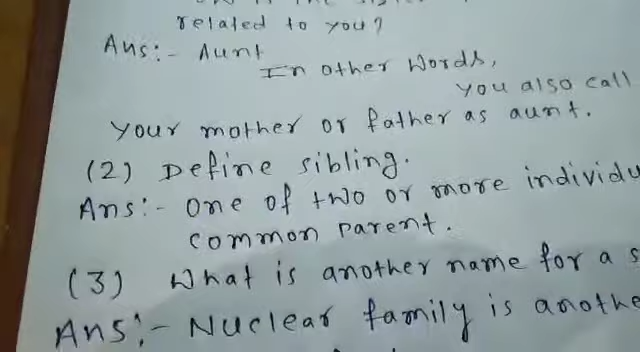 related to you?
Ans:- Aunt
In other words,
you also call
your mother or father as aunt.
(2) Define sibling.
Ans:- One of two or more individu
common parent.
(3) What is another name for a s
Ans:- Nuclear family is anothe